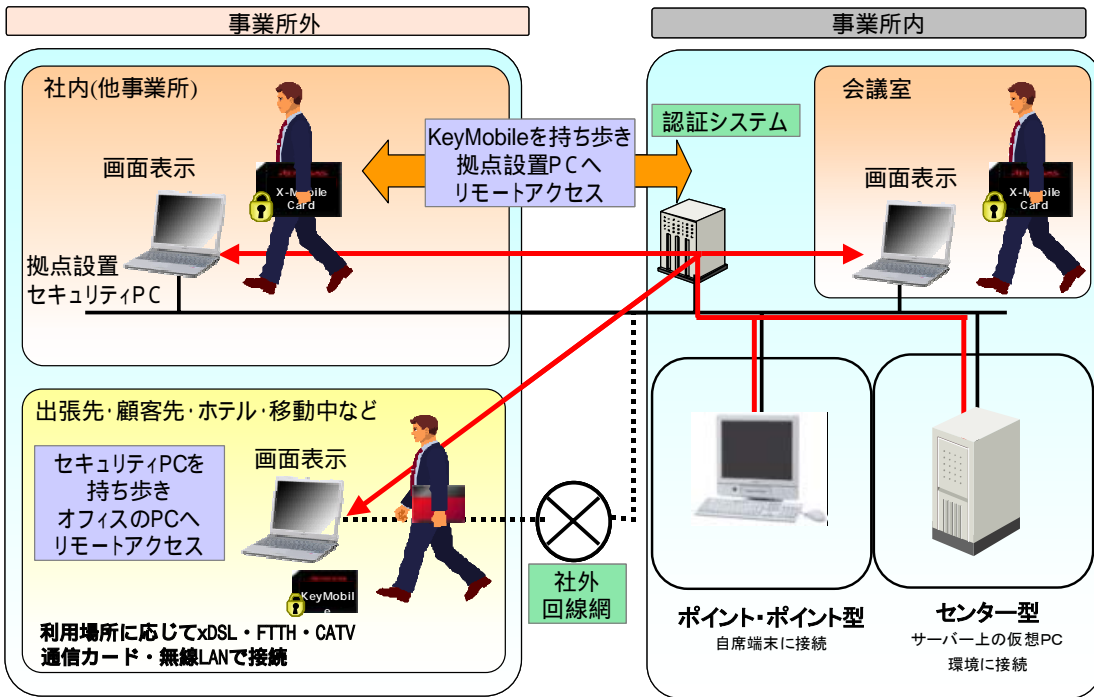 事業所外
事業所内
社内(他事業所)
画面表示
X-Mobile
Card
拠点設置
セキュリティPC
KeyMobileを持ち歩き
拠点設置PCへ
リモートアクセス
認証システム
会議室
画面表示
X-Mobile
Card
出張先･顧客先･ホテル･移動中など
セキュリティPCを
持ち歩き
オフィスのPCへ
リモートアクセス
画面表示
KeyMobil
e
利用場所に応じてxDSL・FTTH・CATV
通信カード・無線LANで接続
社外
回線網
ポイント・ポイント型
自席端末に接続
センター型
サーバー上の仮想PC
環境に接続